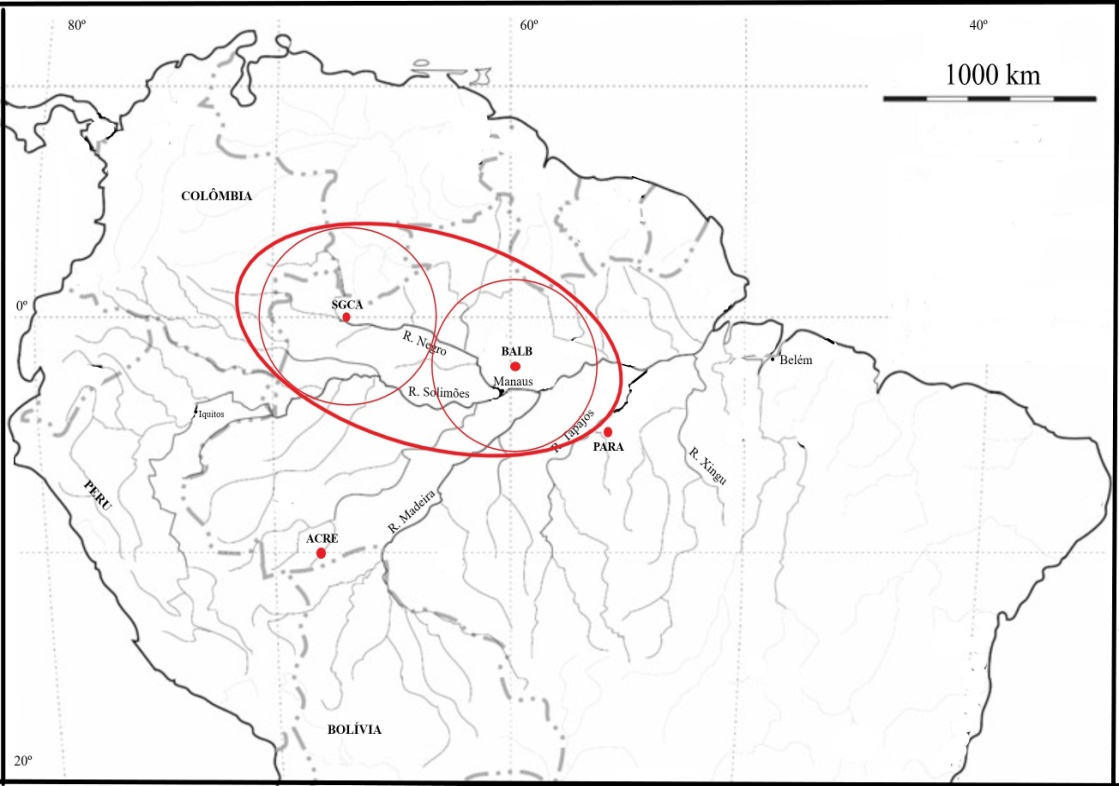 80º
60º
40º
1000 km
COLÔMBIA
0º
SGCA
R. Negro
BALB
Manaus
Belém
R. Solimões
Iquitos
R. Tapajos
PARA
R. Xingu
PERU
R. Madeira
ACRE
BOLÍVIA
20º